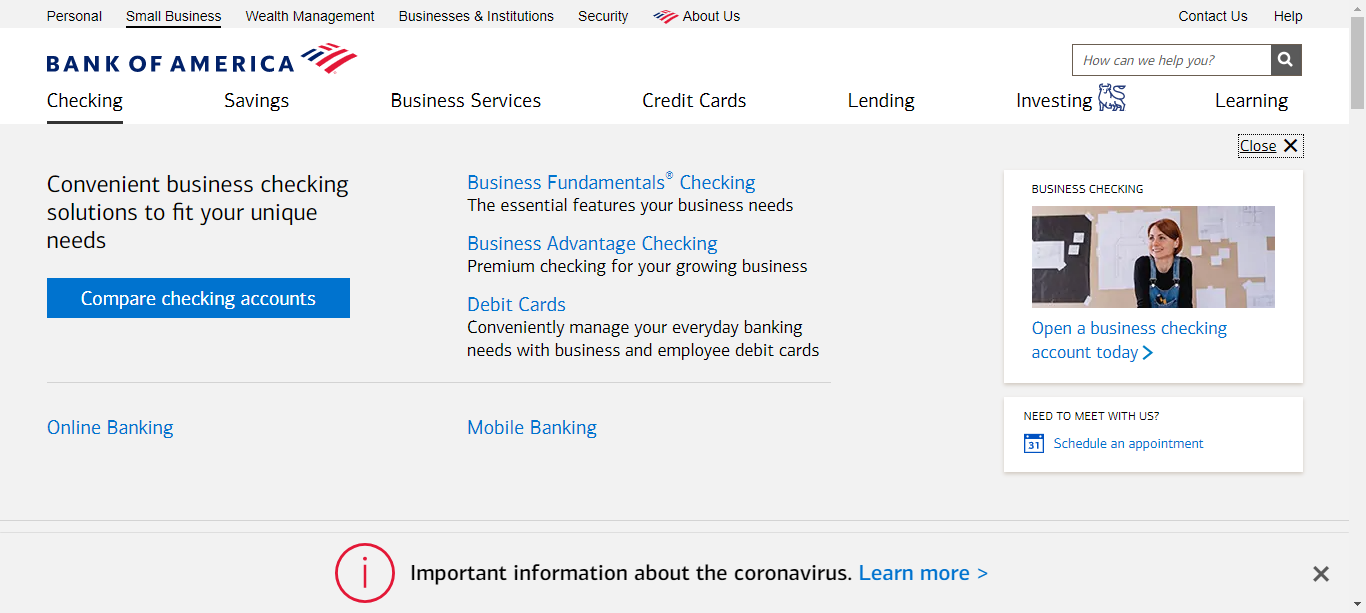 Personal Small Business Wealth Management Businesses & Institutions Security About Us Contact Us Help
BANK OF AMERICA
How can we help you?
Checking Savings Business Services Credit Cards Lending Investing Learning
Close
Convenient business checking
solutions to fit your unique
needs
Compare checking accounts
Business Fundamentals® Checking
The essential features your business needs
Business Advantage Checking
Premium checking for your growing business
Debit Cards
Conveniently manage your everyday banking
needs with business and employee debit cards
Online Banking
Mobile Banking
BUSINESS CHECKING
Open a business checking
account today
NEED TO MEET WITH US?
31 Schedule an appointment
Important information about the coronavirus. Learn more >